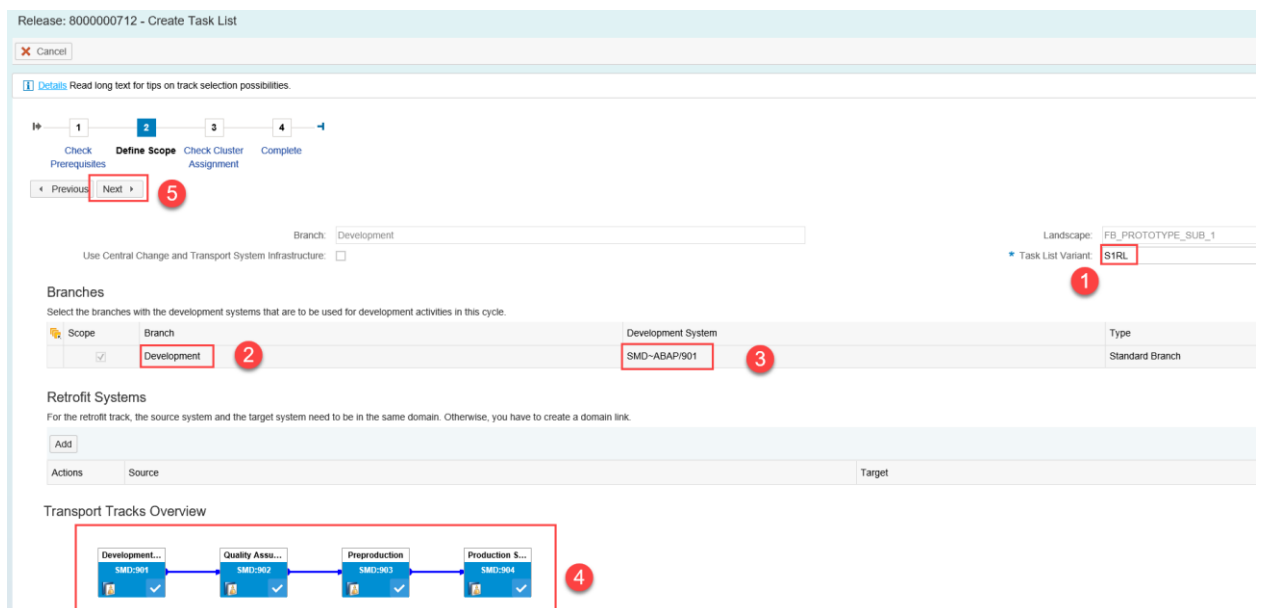 Release: 8000000712 - Create Task List
Cancel
Details Read long text for tips on track selection possibilities.
1 2 3 4
Check Prerequisites Define Scope Check Cluster Assignment Complete
Previous Next 5
Branch: Development Landscape: FB_PROTOTYPE_SUB_1
Use Central Change and Transport System Infrastructure: * Task List Variant: S1RL
1
Branches
Select the branches with the development systems that are to be used for development activities in this cycle.
Scope Branch Development System Type
Development 2 SMD~ABAP/901 3 Standard Branch
Retrofit Systems
For the retrofit track, the source system and the target system need to be in the same domain. Otherwise, you have to create a domain link.
Add
Actions Source Target
Transport Tracks Overview
Development... Quality Assu... Preproduction Production S...
SMD:901 SMD:902 SMD:903 SMD:904
4